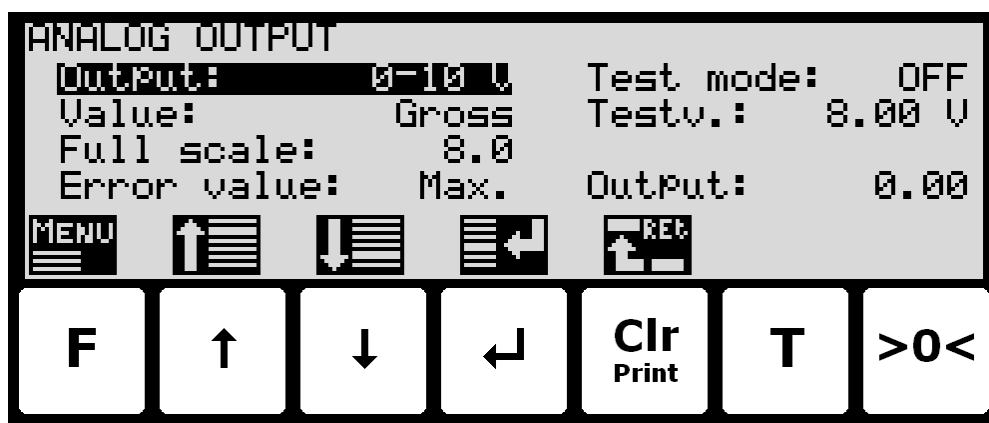 ANALOG OUTPUT
Output: 0-10 V Test mode: OFF
Value: Gross Testv.: 8.00 V
Full scale: 8.0
Error value: Max. Output: 0.00
MENU RET
F ↑ ↓ ↵ Clr T >0<
Print